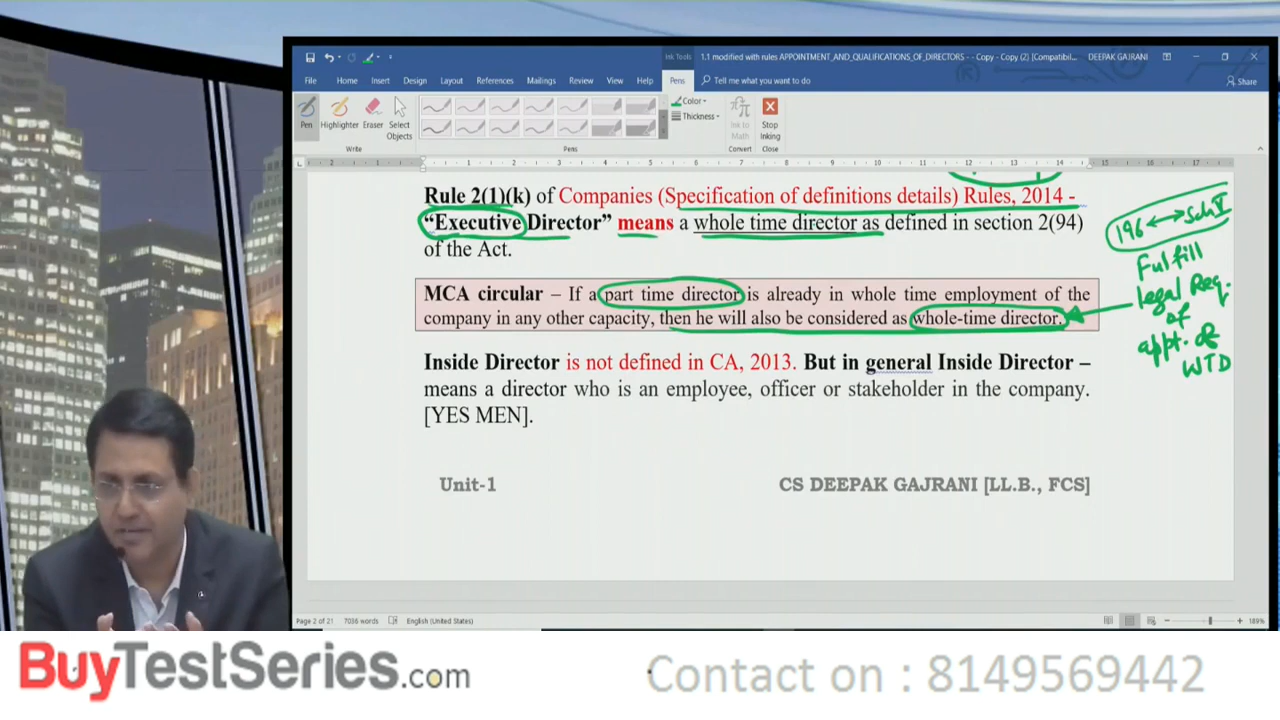 Ink Tools
1.1 modified with rules APPOINTMENT_AND_QUALIFICATIONS_OF_DIRECTORS - - Copy - Copy (2) [Compatibil...
DEEPAK GAJRANI
File Home Insert Design Layout References Mailings Review View Help Pens Tell me what you want to do
Share
Pen Highlighter Eraser Select Objects
Color
Thickness
Ink to Math
Stop Inking
Write Pens Convert Close
Rule 2(1)(k) of Companies (Specification of definitions details) Rules, 2014 -
“Executive Director” means a whole time director as defined in section 2(94)
of the Act.
196 ↔ Sch V
Fulfill
legal Req.
of
appt. of
WTD
MCA circular – If a part time director is already in whole time employment of the
company in any other capacity, then he will also be considered as whole-time director.
Inside Director is not defined in CA, 2013. But in general Inside Director –
means a director who is an employee, officer or stakeholder in the company.
[YES MEN].
Unit-1 CS DEEPAK GAJRANI [LL.B., FCS]
Page 2 of 21 7036 words English (United States) 189%
BuyTestSeries.com
Contact on : 8149569442